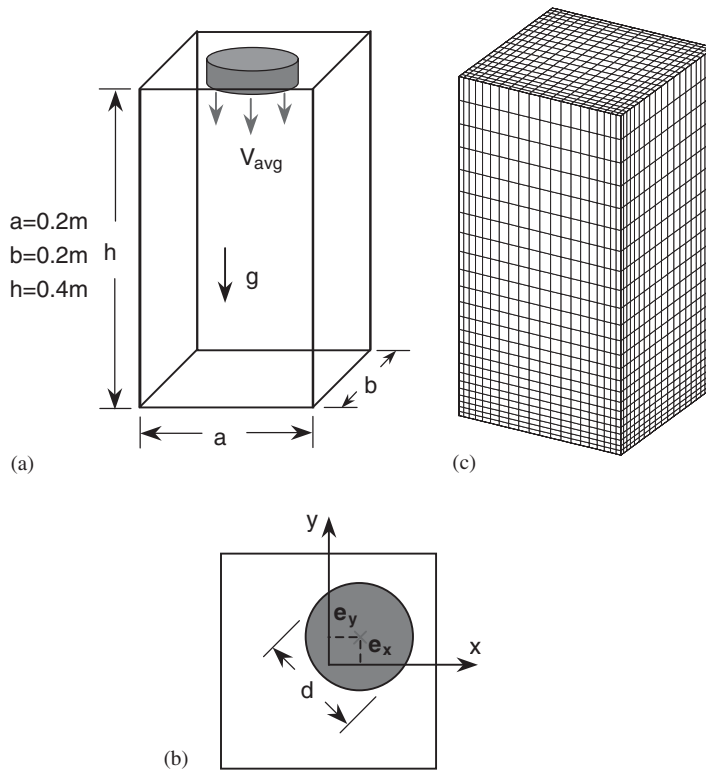 V_avg
a=0.2m
b=0.2m
h=0.4m
h
g
b
a
(a)
(c)
y
e_y
e_x
x
d
(b)